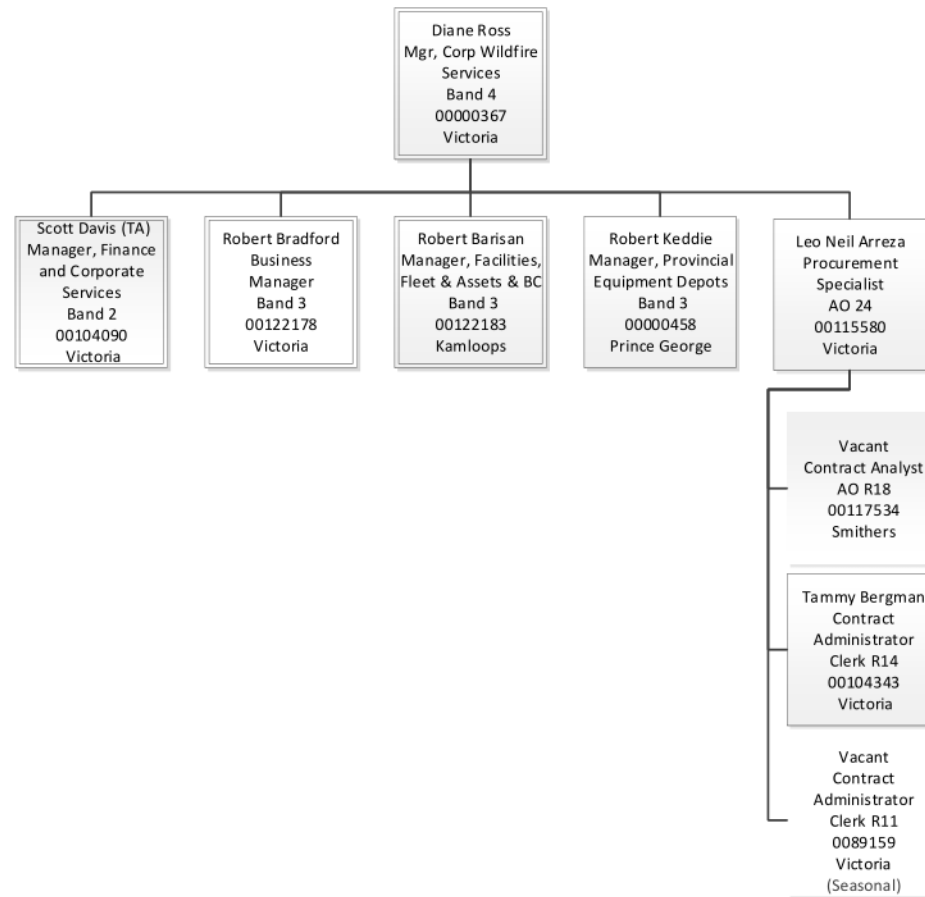 Diane Ross
Mgr, Corp Wildfire
Services
Band 4
00000367
Victoria
Scott Davis (TA)
Manager, Finance
and Corporate
Services
Band 2
00104090
Victoria
Robert Bradford
Business
Manager
Band 3
00122178
Victoria
Robert Barisan
Manager, Facilities,
Fleet & Assets & BC
Band 3
00122183
Kamloops
Robert Keddie
Manager, Provincial
Equipment Depots
Band 3
00000458
Prince George
Leo Neil Arreza
Procurement
Specialist
AO 24
00115580
Victoria
Vacant
Contract Analyst
AO R18
00117534
Smithers
Tammy Bergman
Contract
Administrator
Clerk R14
00104343
Victoria
Vacant
Contract
Administrator
Clerk R11
0089159
Victoria
(Seasonal)